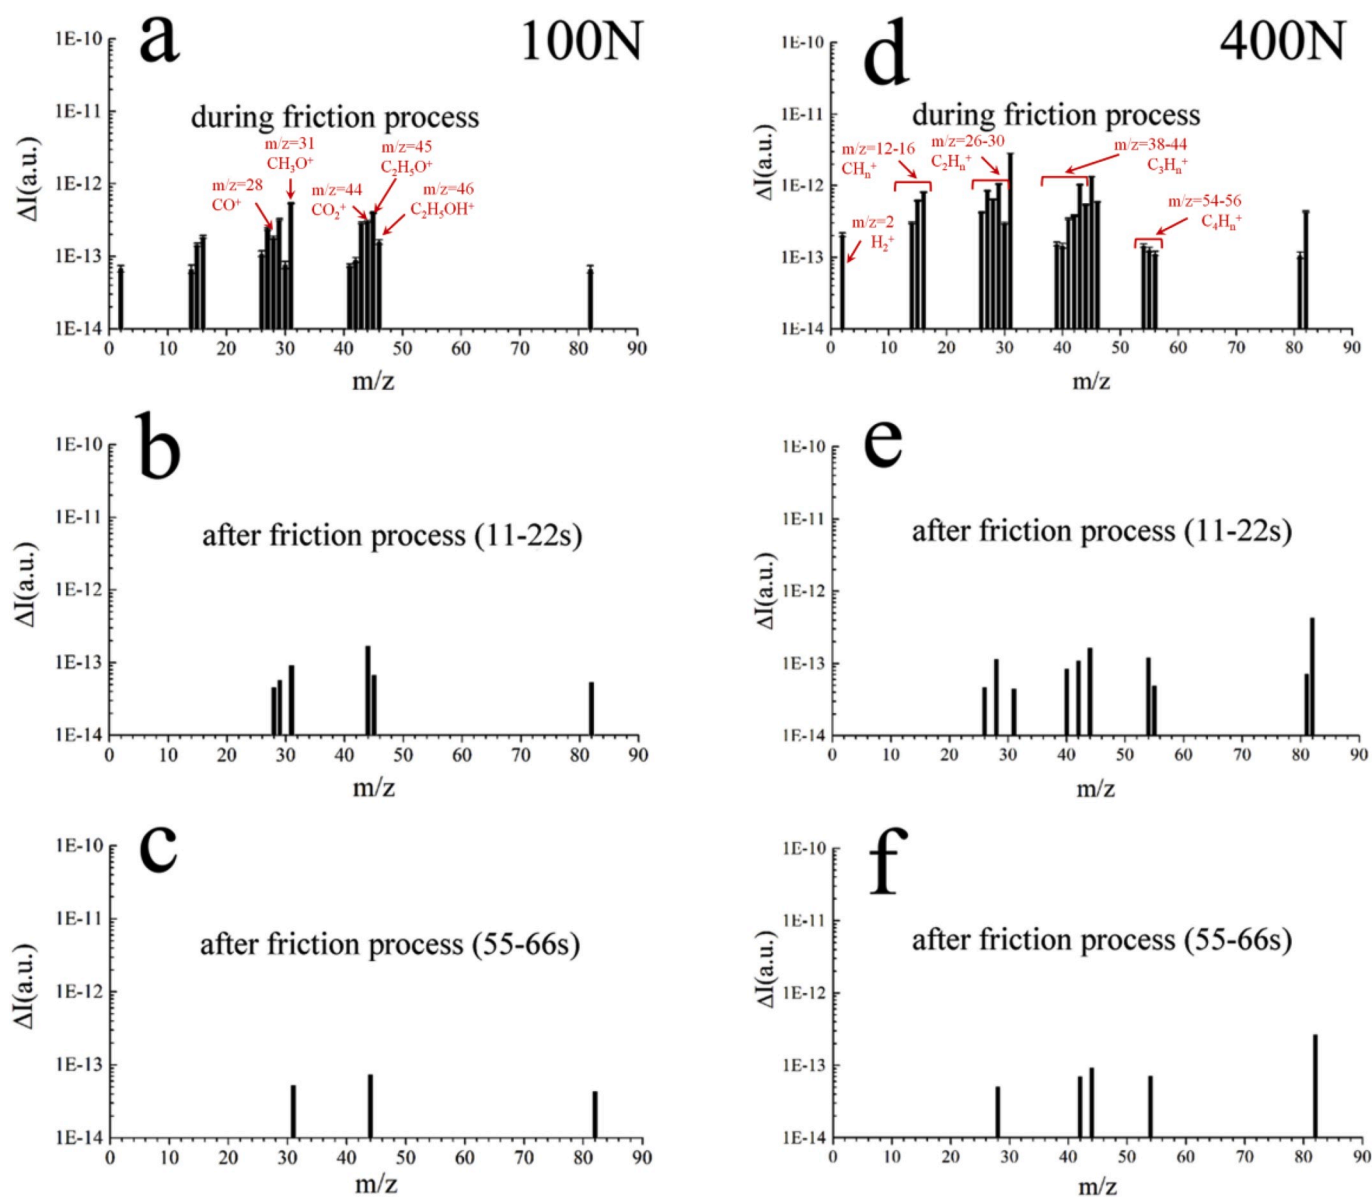 a 100N
1E-10
1E-11
1E-12
1E-13
1E-14
ΔI(a.u.)
during friction process
m/z=31
CH₃O⁺
m/z=45
C₂H₅O⁺
m/z=28
CO⁺
m/z=44
CO₂⁺
m/z=46
C₂H₅OH⁺
0 10 20 30 40 50 60 70 80 90
m/z
d 400N
1E-10
1E-11
1E-12
1E-13
1E-14
ΔI(a.u.)
during friction process
m/z=12-16
CHₙ⁺
m/z=26-30
C₂Hₙ⁺
m/z=38-44
C₃Hₙ⁺
m/z=2
H₂⁺
m/z=54-56
C₄Hₙ⁺
0 10 20 30 40 50 60 70 80 90
m/z
b
1E-10
1E-11
1E-12
1E-13
1E-14
ΔI(a.u.)
after friction process (11-22s)
0 10 20 30 40 50 60 70 80 90
m/z
e
1E-10
1E-11
1E-12
1E-13
1E-14
ΔI(a.u.)
after friction process (11-22s)
0 10 20 30 40 50 60 70 80 90
m/z
c
1E-10
1E-11
1E-12
1E-13
1E-14
ΔI(a.u.)
after friction process (55-66s)
0 10 20 30 40 50 60 70 80 90
m/z
f
1E-10
1E-11
1E-12
1E-13
1E-14
ΔI(a.u.)
after friction process (55-66s)
0 10 20 30 40 50 60 70 80 90
m/z